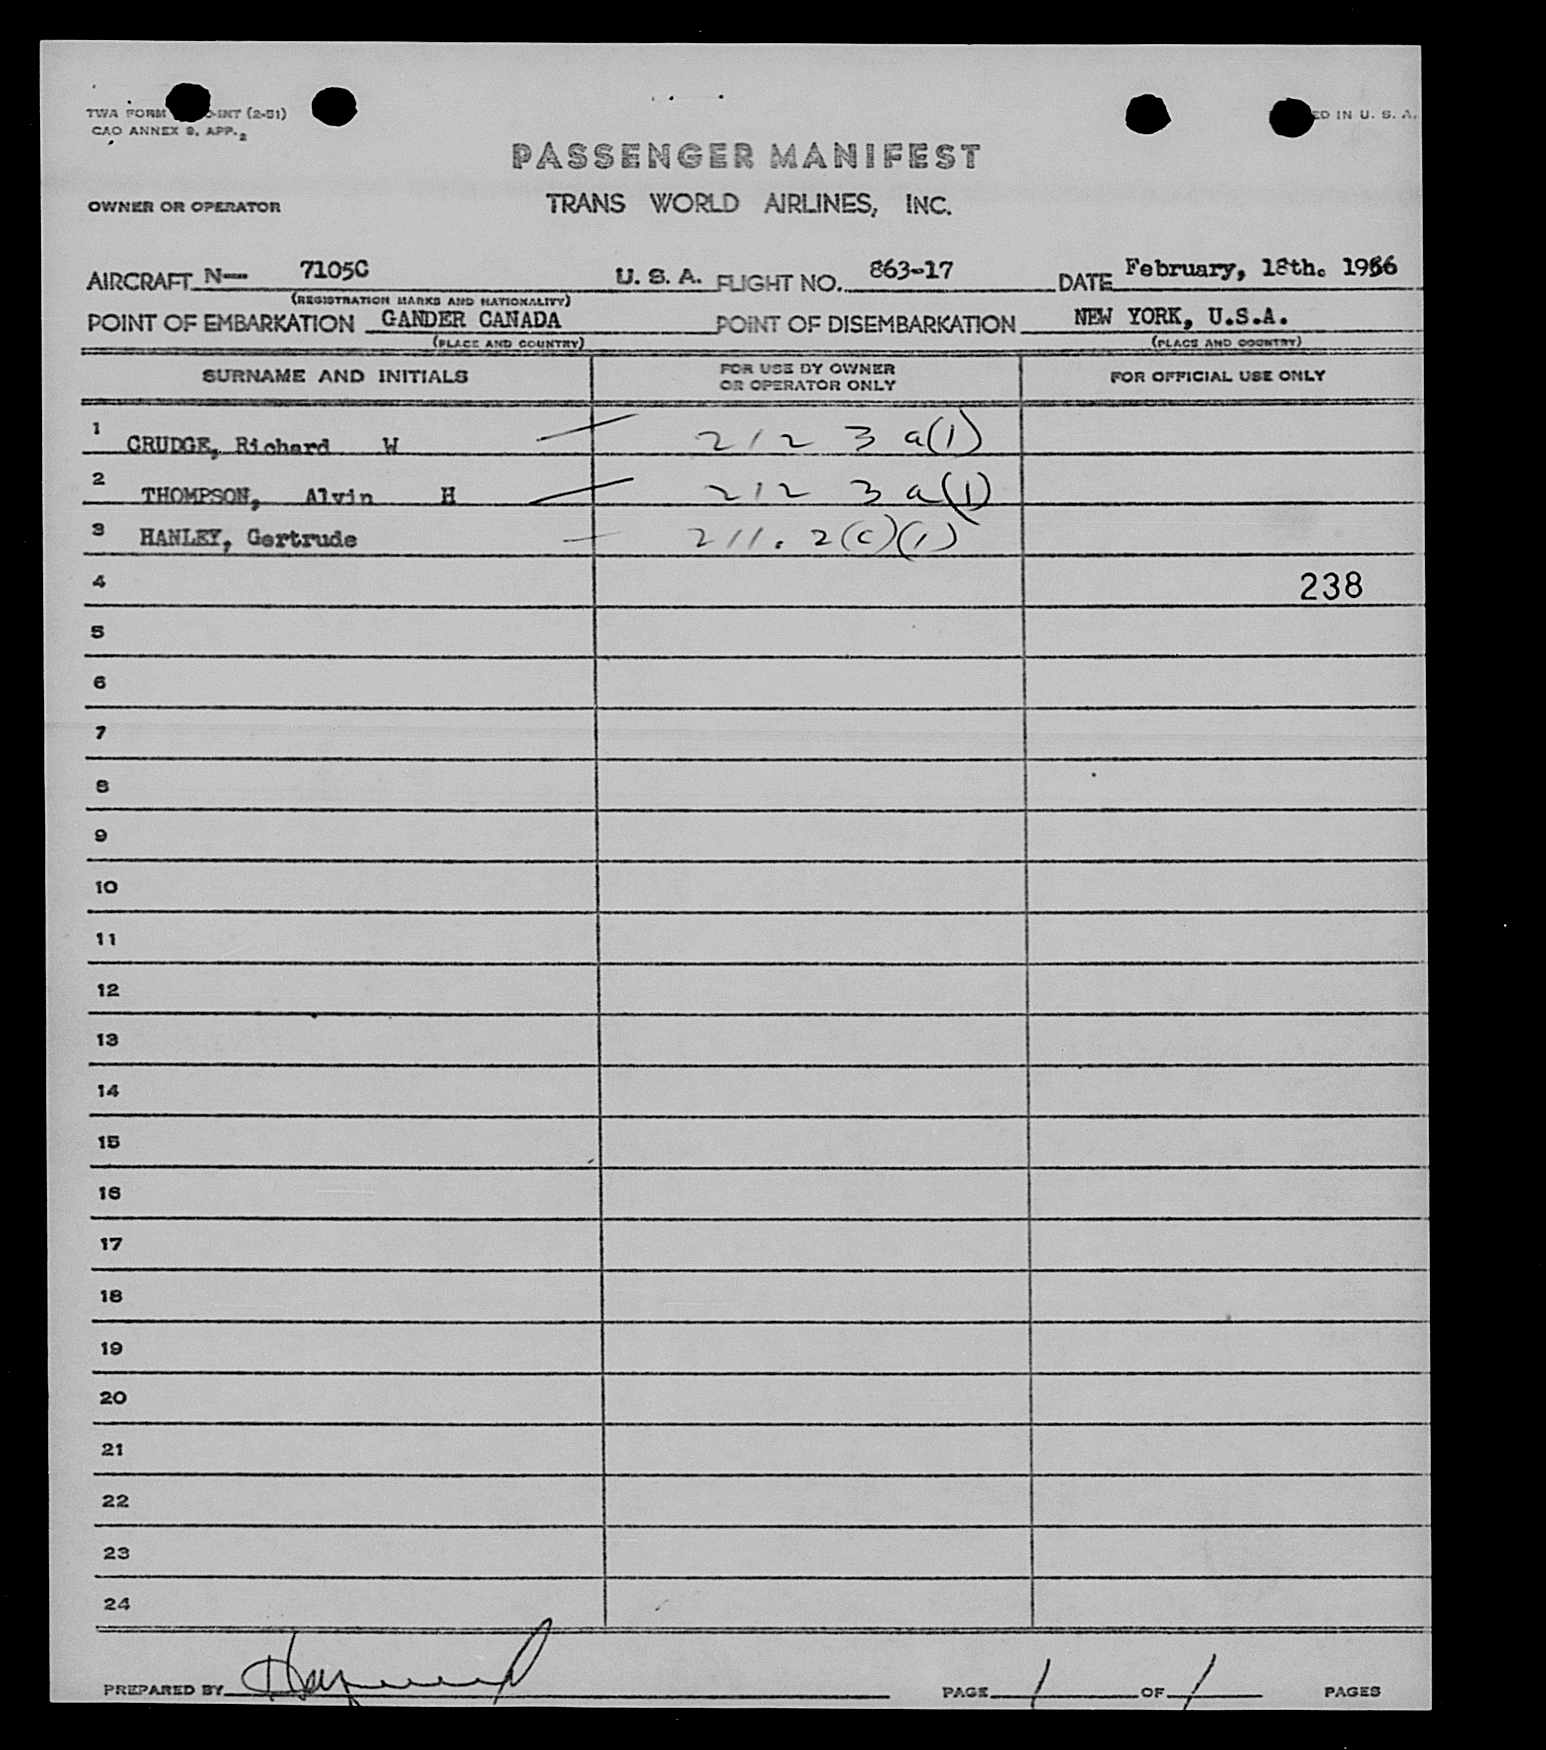 TWA FORM O-INT (2-51)
CAO ANNEX 9, APP. 2
ED IN U. S. A.
PASSENGER MANIFEST
OWNER OR OPERATOR TRANS WORLD AIRLINES, INC.
AIRCRAFT N— 7105C U. S. A. FLIGHT NO. 863-17 DATE February, 18th. 1956
(REGISTRATION MARKS AND NATIONALITY)
POINT OF EMBARKATION GANDER CANADA POINT OF DISEMBARKATION NEW YORK, U.S.A.
(PLACE AND COUNTRY) (PLACE AND COUNTRY)
SURNAME AND INITIALS FOR USE BY OWNER OR OPERATOR ONLY FOR OFFICIAL USE ONLY
1 CRUDGE, Richard W 212 3 a(1)
2 THOMPSON, Alvin H 212 3 a(1)
3 HANLEY, Gertrude 211. 2(c)(1)
4 238
5
6
7
8
9
10
11
12
13
14
15
16
17
18
19
20
21
22
23
24
PREPARED BY PAGE 1 OF 1 PAGES